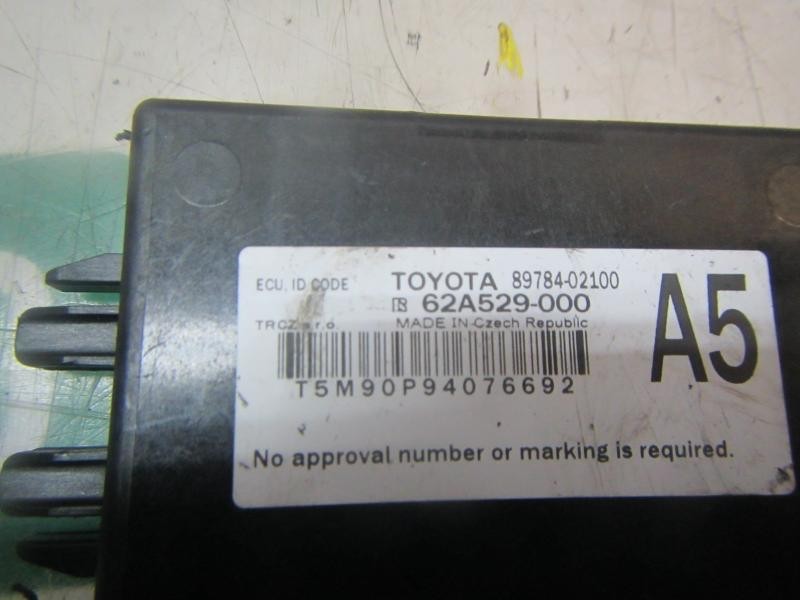 ECU, ID CODE TOYOTA 89784-02100
62A529-000
TRCZ s.r.o. MADE IN Czech Republic
T5M90P94076692
A5
No approval number or marking is required.